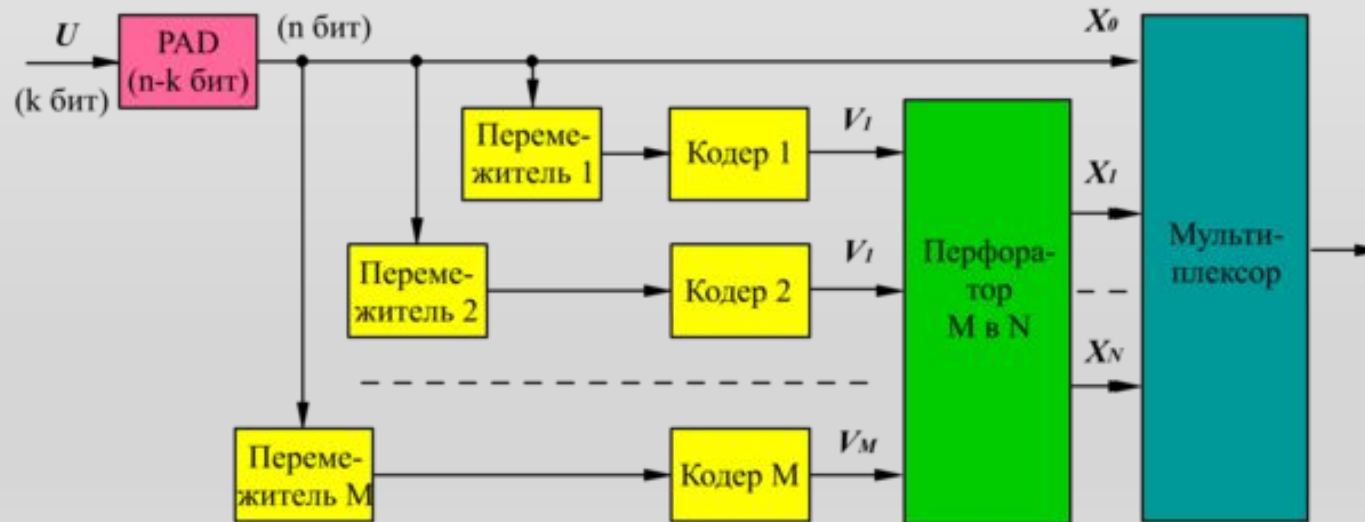 U
(k бит)
PAD
(n-k бит)
(n бит)
X0
Переме-
житель 1
Кодер 1
V1
X1
Переме-
житель 2
Кодер 2
V1
Перфора-
тор
M в N
Мульти-
плексор
XN
Переме-
житель M
Кодер M
VM